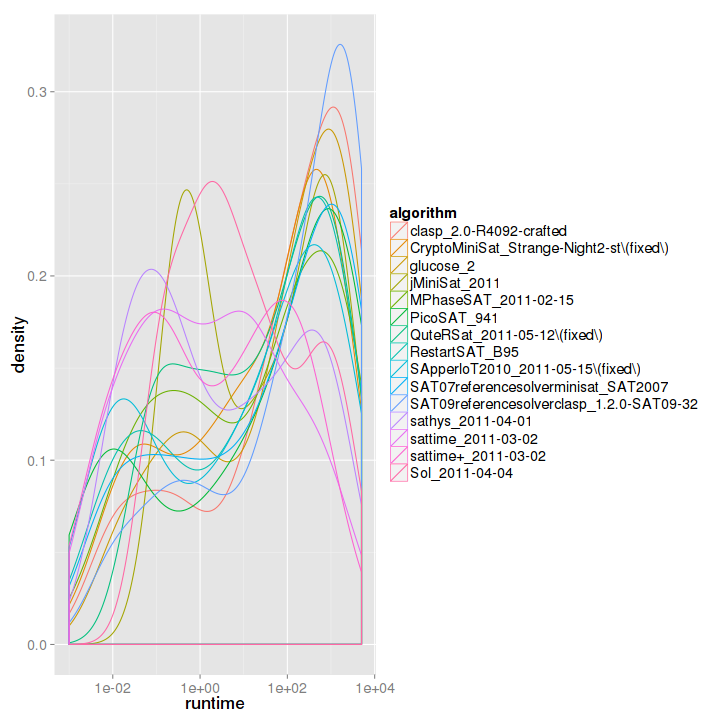 0.3
0.2
0.1
0.0
density
1e-02 1e+00 1e+02 1e+04
runtime
algorithm
clasp_2.0-R4092-crafted
CryptoMiniSat_Strange-Night2-st\(fixed\)
glucose_2
jMiniSat_2011
MPhaseSAT_2011-02-15
PicoSAT_941
QuteRSat_2011-05-12\(fixed\)
RestartSAT_B95
SApperloT2010_2011-05-15\(fixed\)
SAT07referencesolverminisat_SAT2007
SAT09referencesolverclasp_1.2.0-SAT09-32
sathys_2011-04-01
sattime_2011-03-02
sattime+_2011-03-02
Sol_2011-04-04